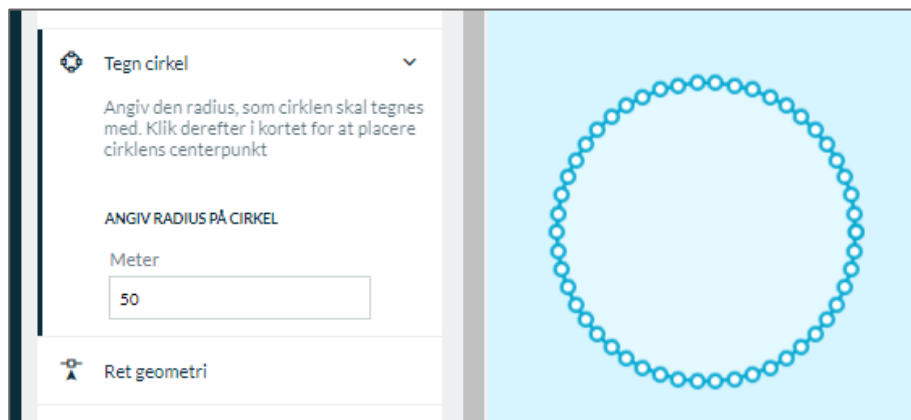 Tegn cirkel
Angiv den radius, som cirklen skal tegnes
med. Klik derefter i kortet for at placere
cirklens centerpunkt
ANGIV RADIUS PÅ CIRKEL
Meter
50
Ret geometri